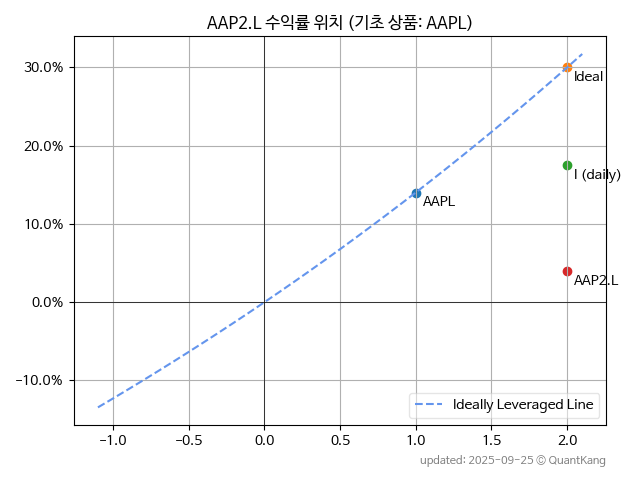 AAP2.L 수익률 위치 (기초 상품: AAPL)
30.0%
20.0%
10.0%
0.0%
−10.0%
Ideal
I (daily)
AAPL
AAP2.L
Ideally Leveraged Line
−1.0 −0.5 0.0 0.5 1.0 1.5 2.0
updated: 2025-09-25 © QuantKang